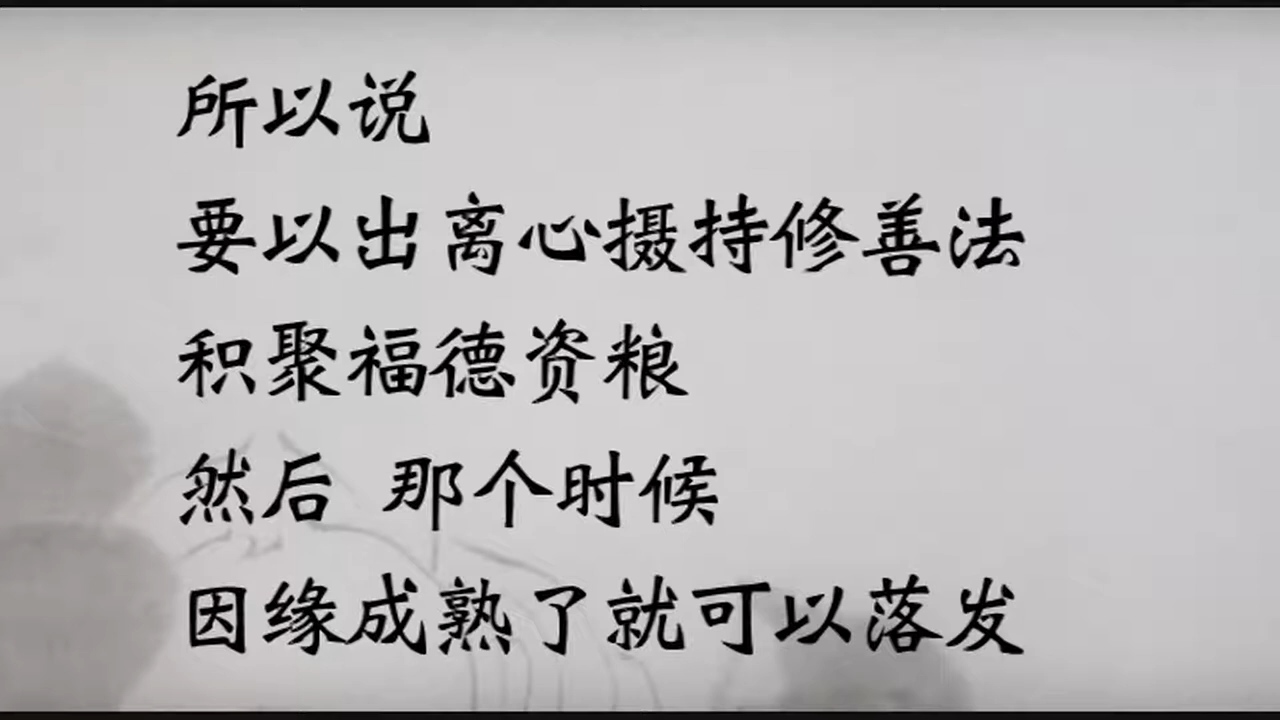 所以说
要以出离心摄持修善法
积聚福德资粮
然后 那个时候
因缘成熟了就可以落发